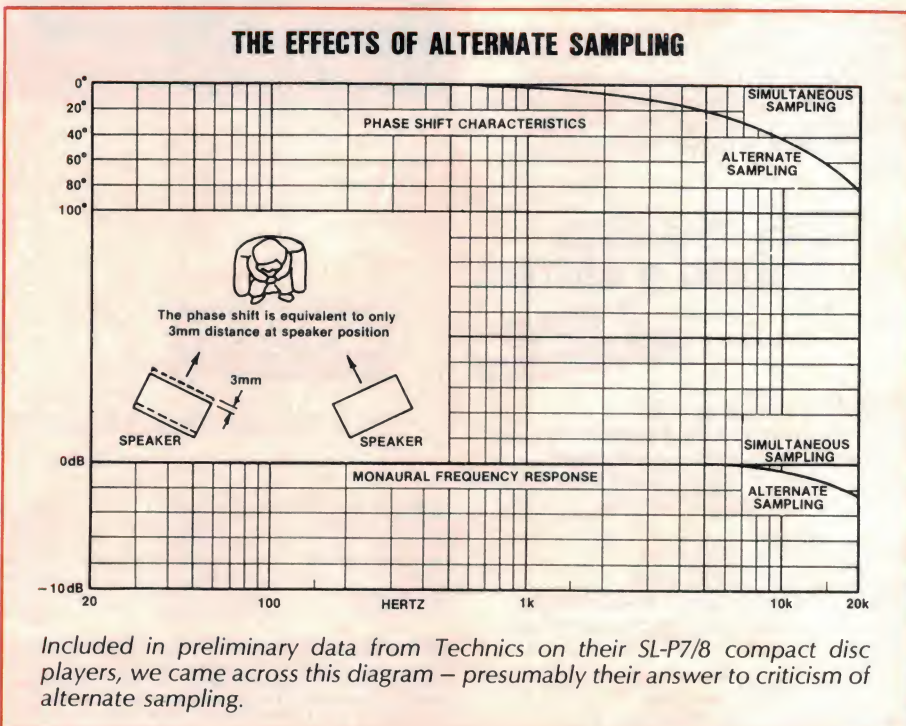 THE EFFECTS OF ALTERNATE SAMPLING
0°
20°
40°
60°
80°
100°
PHASE SHIFT CHARACTERISTICS
SIMULTANEOUS
SAMPLING
ALTERNATE
SAMPLING
The phase shift is equivalent to only
3mm distance at speaker position
3mm
SPEAKER
SPEAKER
0dB
MONAURAL FREQUENCY RESPONSE
SIMULTANEOUS
SAMPLING
ALTERNATE
SAMPLING
–10dB
20
100
HERTZ
1k
10k
20k
Included in preliminary data from Technics on their SL-P7/8 compact disc
players, we came across this diagram – presumably their answer to criticism of
alternate sampling.